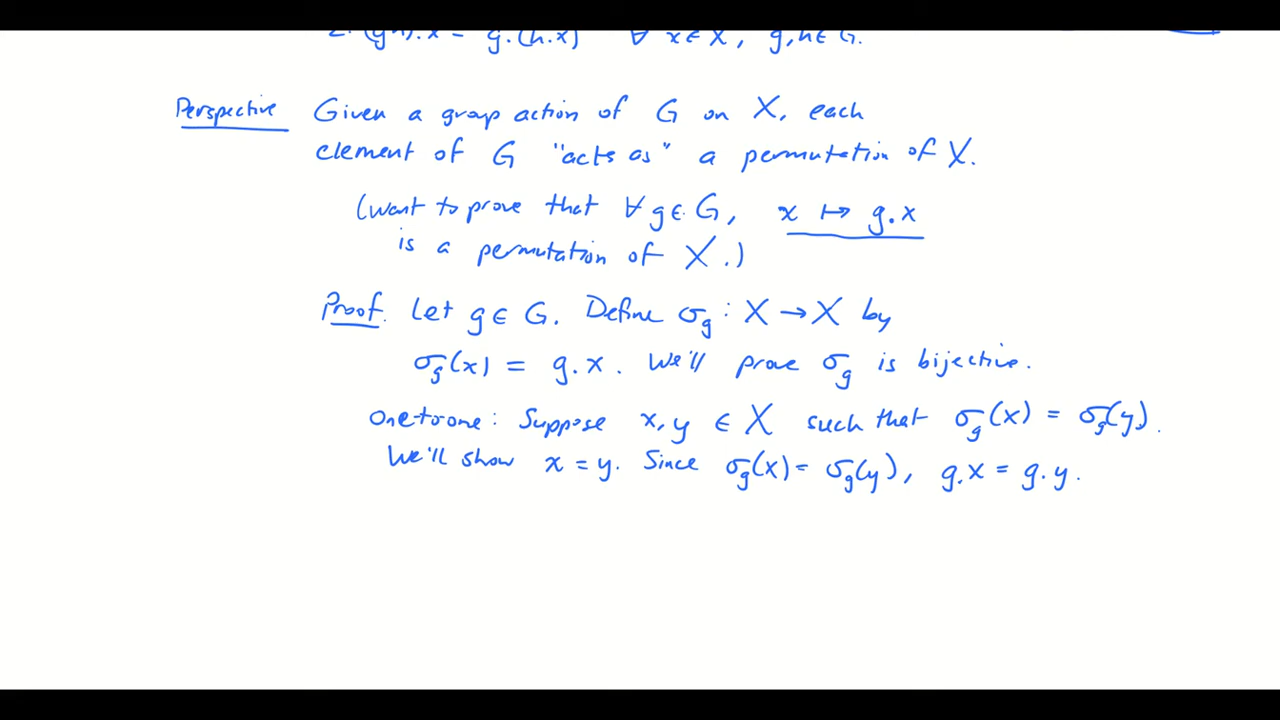 2. (gh).x = g.(h.x) ∀ x∈X, g,h∈G.
Perspective Given a group action of G on X, each
element of G "acts as" a permutation of X.
(want to prove that ∀ g∈G, x ↦ g.x
is a permutation of X.)
Proof. Let g∈G. Define σ_g : X → X by
σ_g(x) = g.x. We'll prove σ_g is bijective.
One-to-one: Suppose x,y ∈ X such that σ_g(x) = σ_g(y).
We'll show x = y. Since σ_g(x) = σ_g(y), g.x = g.y.